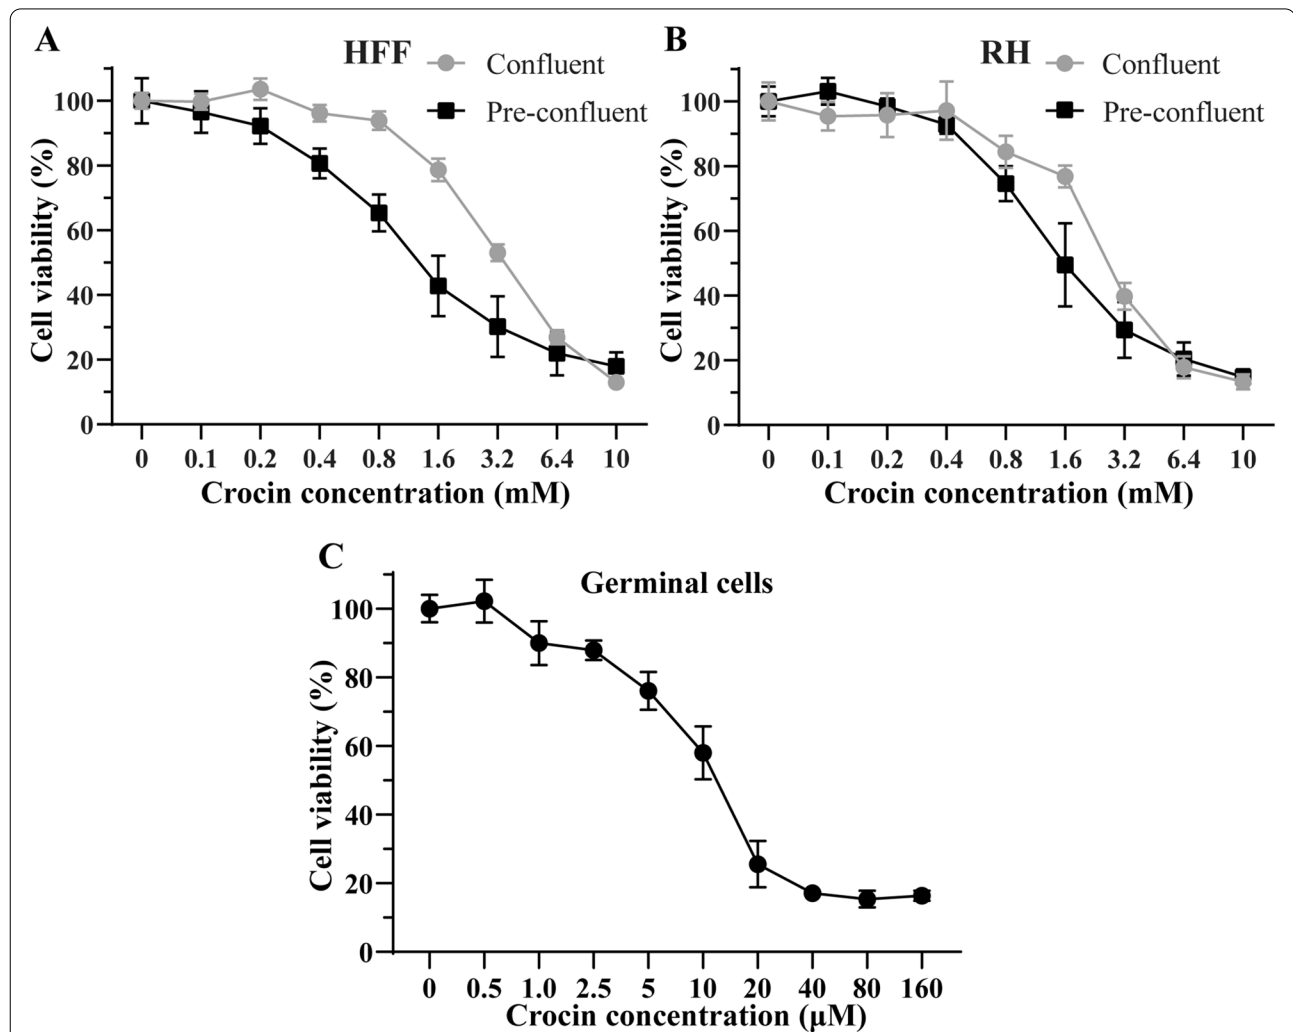 A
HFF
Confluent
Pre-confluent
100
80
60
40
20
0
Cell viability (%)
0 0.1 0.2 0.4 0.8 1.6 3.2 6.4 10
Crocin concentration (mM)
B
RH
Confluent
Pre-confluent
100
80
60
40
20
0
Cell viability (%)
0 0.1 0.2 0.4 0.8 1.6 3.2 6.4 10
Crocin concentration (mM)
C
Germinal cells
100
80
60
40
20
0
Cell viability (%)
0 0.5 1.0 2.5 5 10 20 40 80 160
Crocin concentration (µM)